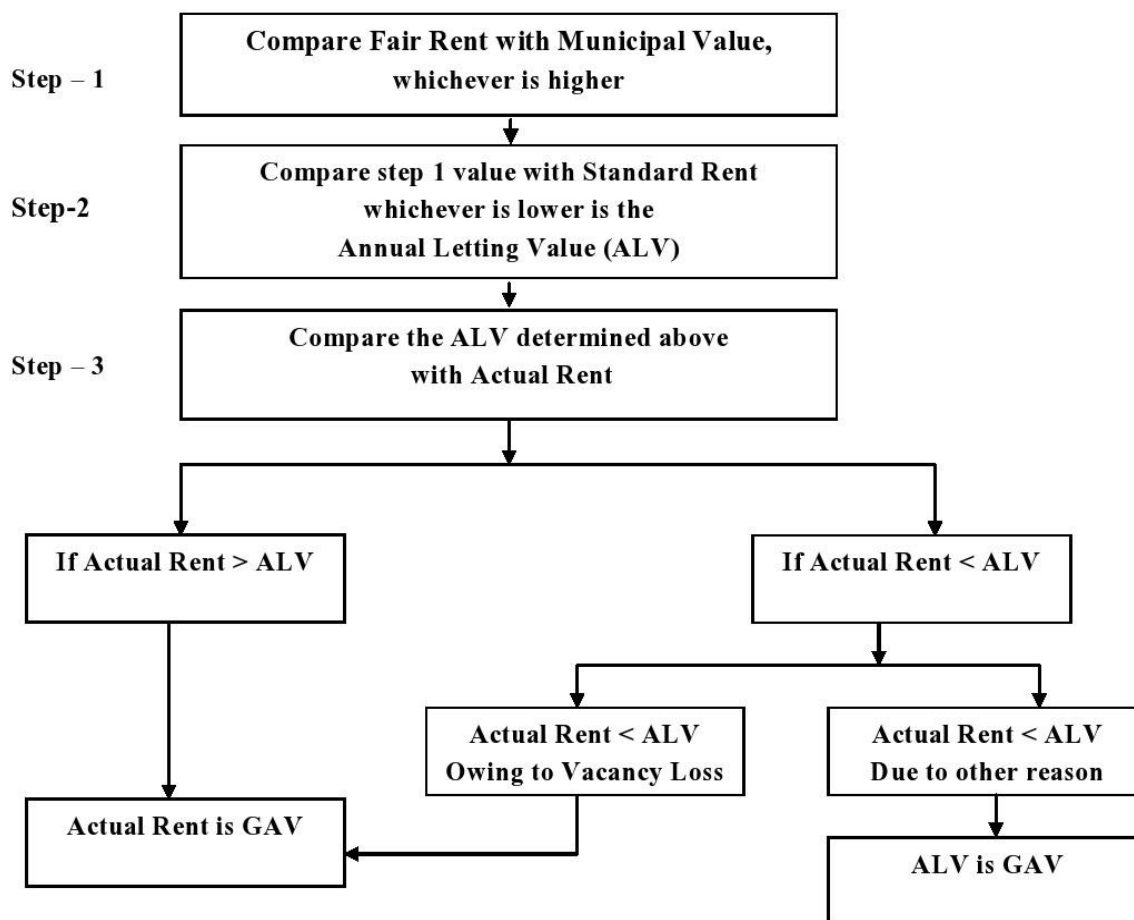 Compare Fair Rent with Municipal Value,
Step – 1
whichever is higher
Compare step 1 value with Standard Rent
Step-2
whichever is lower is the
Annual Letting Value (ALV)
Compare the ALV determined above
Step – 3
with Actual Rent
If Actual Rent > ALV
If Actual Rent < ALV
Actual Rent < ALV
Owing to Vacancy Loss
Actual Rent < ALV
Due to other reason
Actual Rent is GAV
ALV is GAV